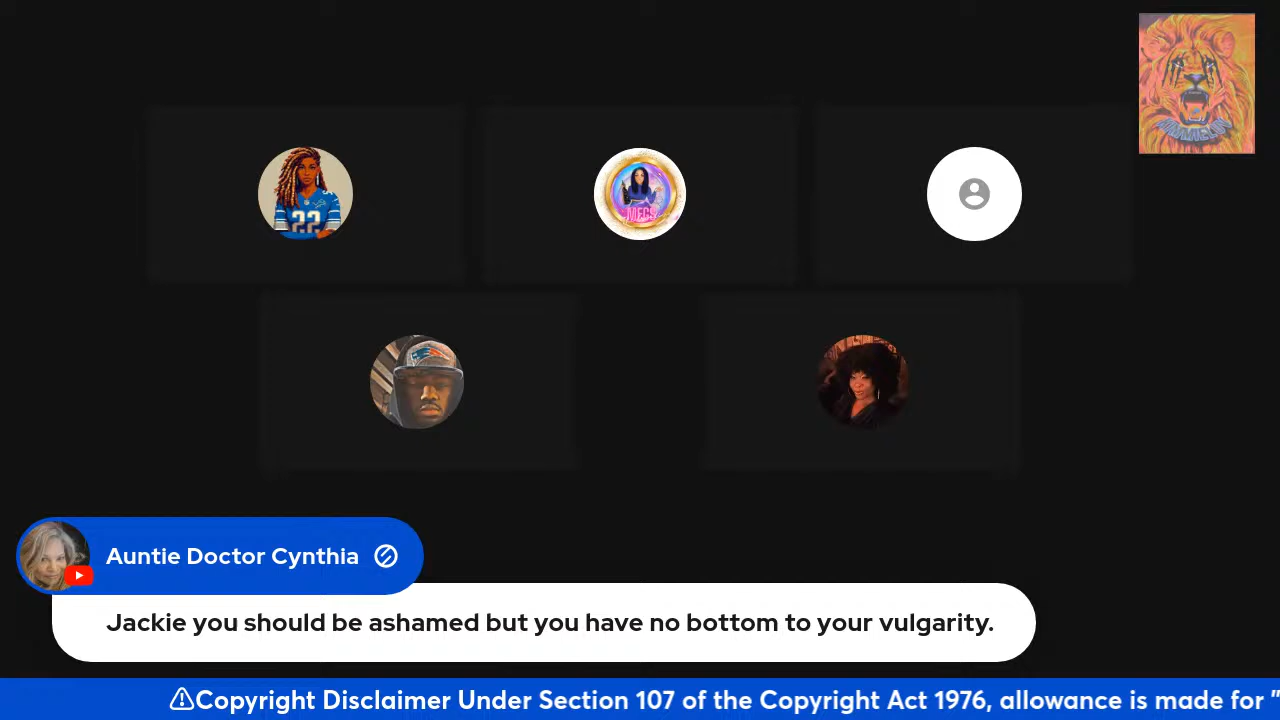 22
Auntie Doctor Cynthia
Jackie you should be ashamed but you have no bottom to your vulgarity.
⚠Copyright Disclaimer Under Section 107 of the Copyright Act 1976, allowance is made for "